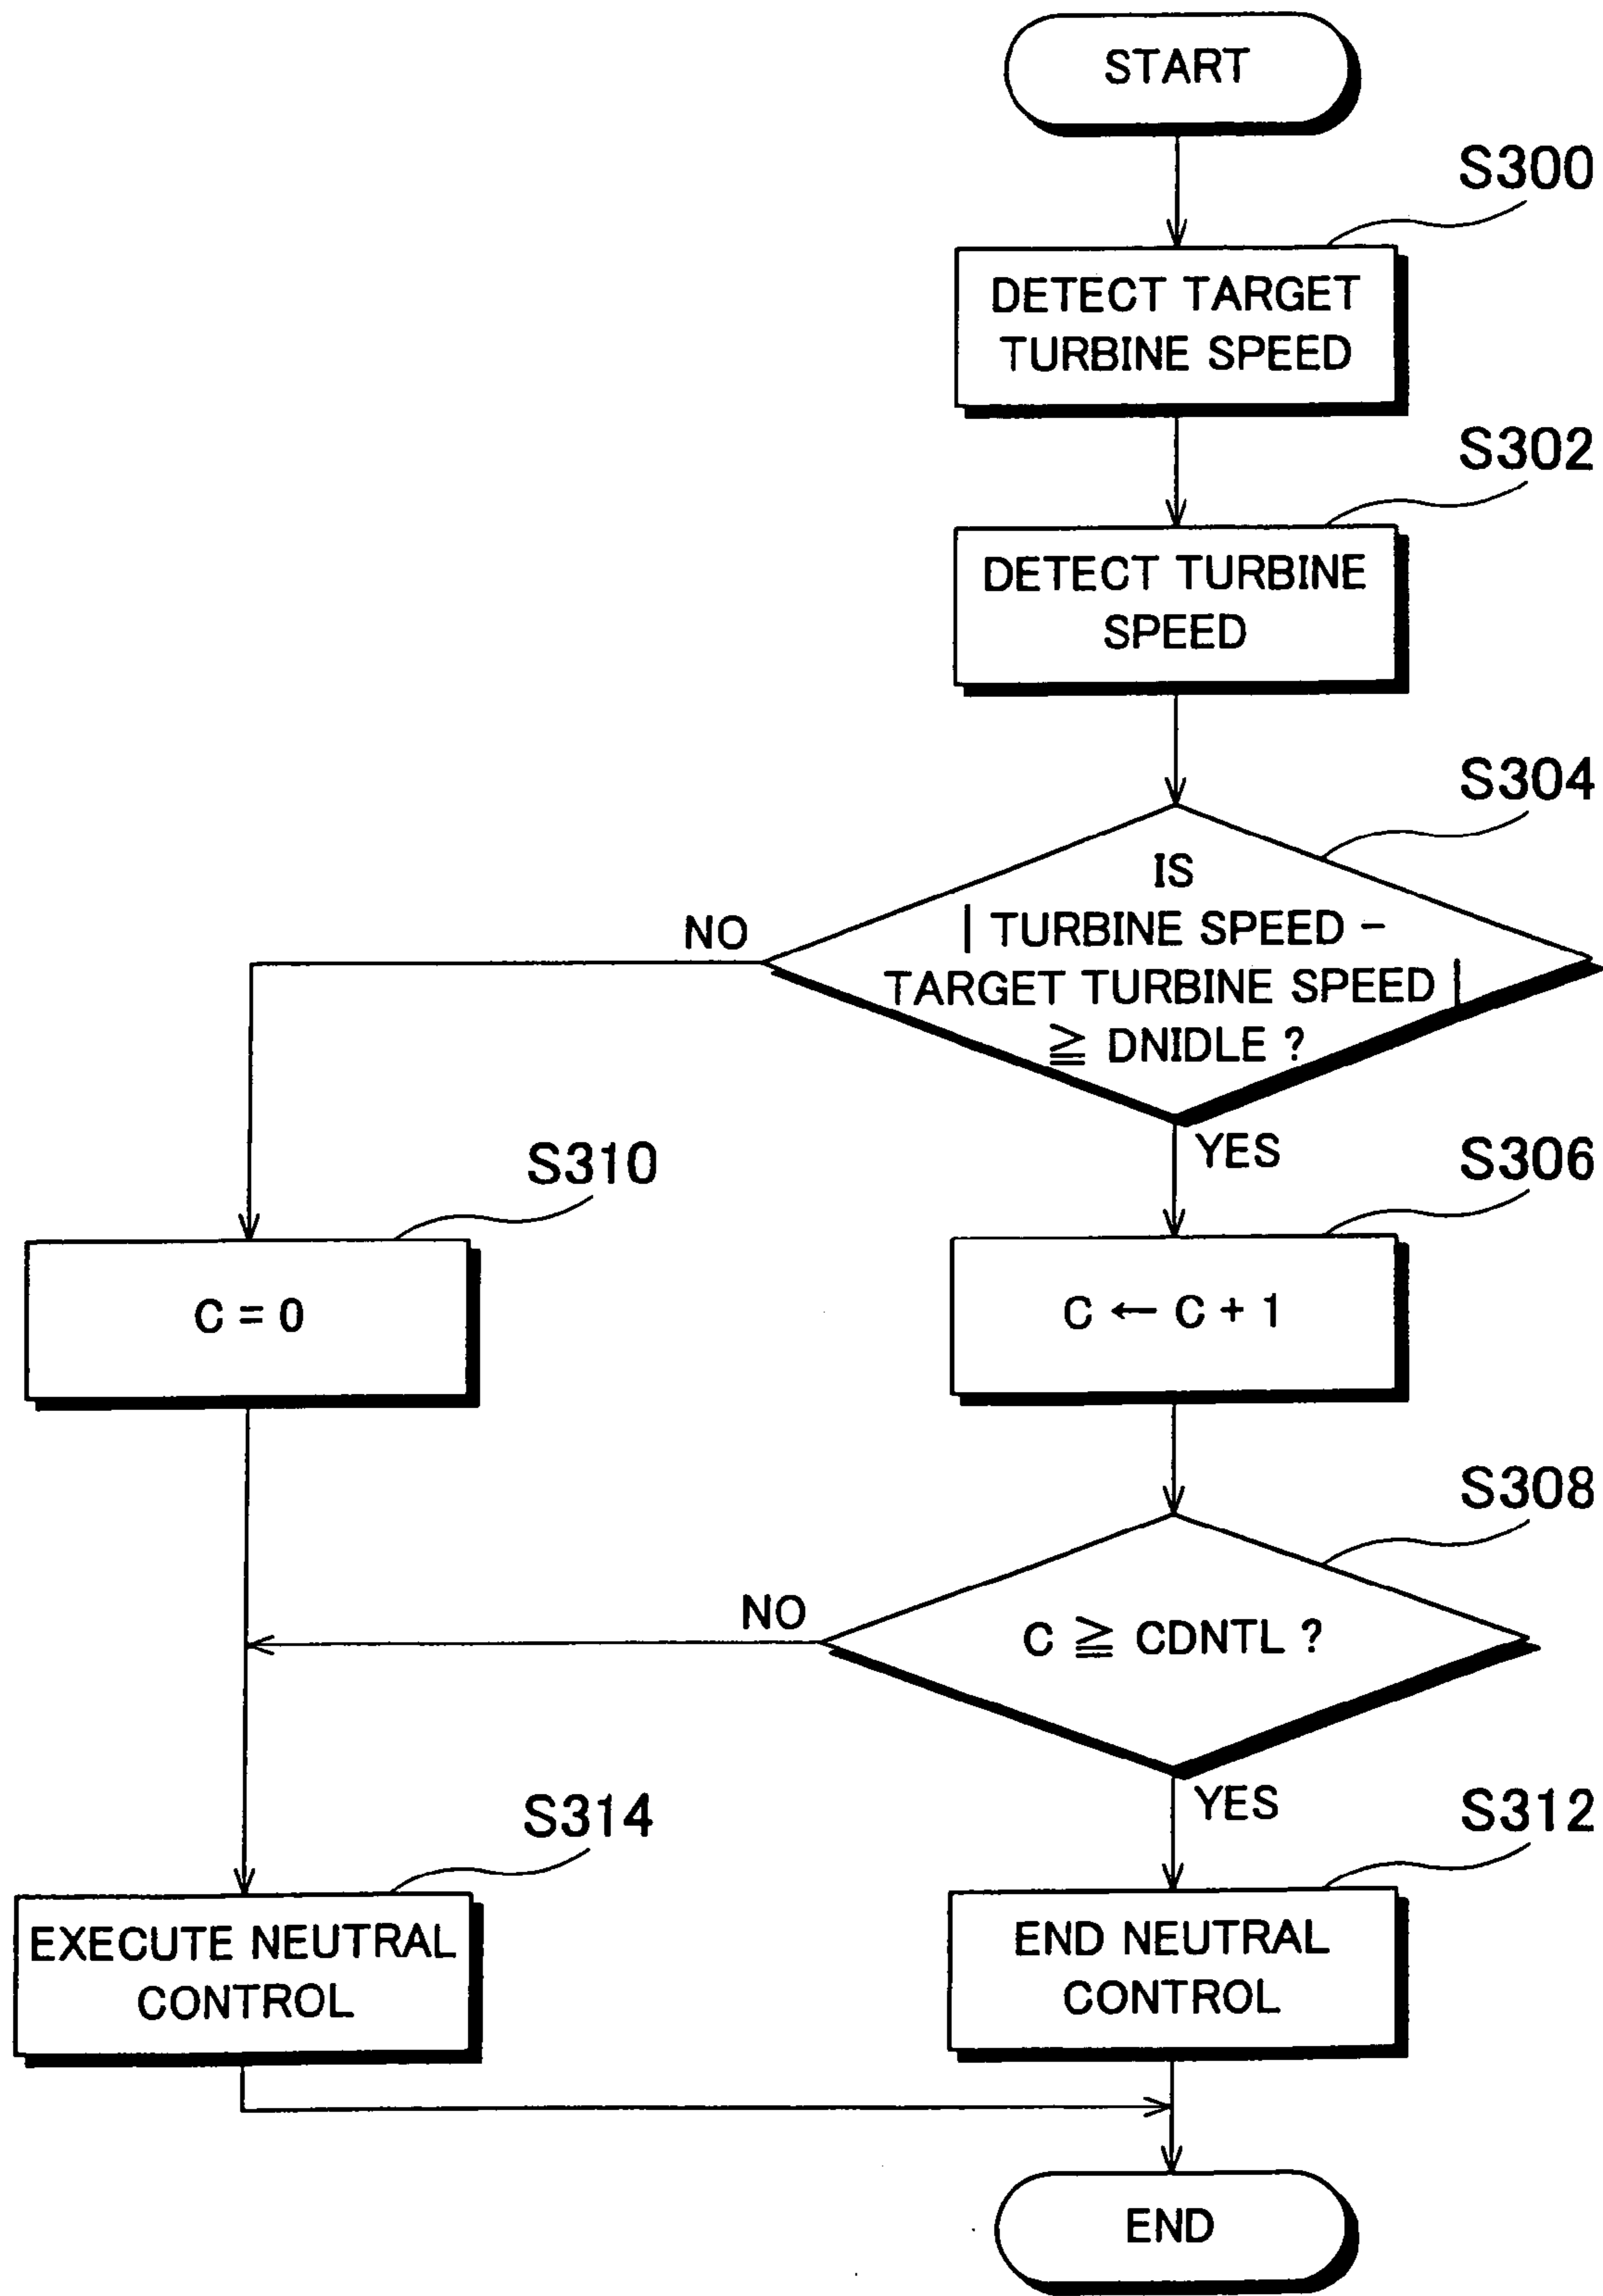 START
S300
DETECT TARGET
TURBINE SPEED
S302
DETECT TURBINE
SPEED
S304
IS
| TURBINE SPEED –
TARGET TURBINE SPEED |
≧ DNIDLE ?
NO
YES
S310
S306
C = 0
C ← C + 1
S308
C ≧ CDNTL ?
NO
YES
S314
S312
EXECUTE NEUTRAL
CONTROL
END NEUTRAL
CONTROL
END